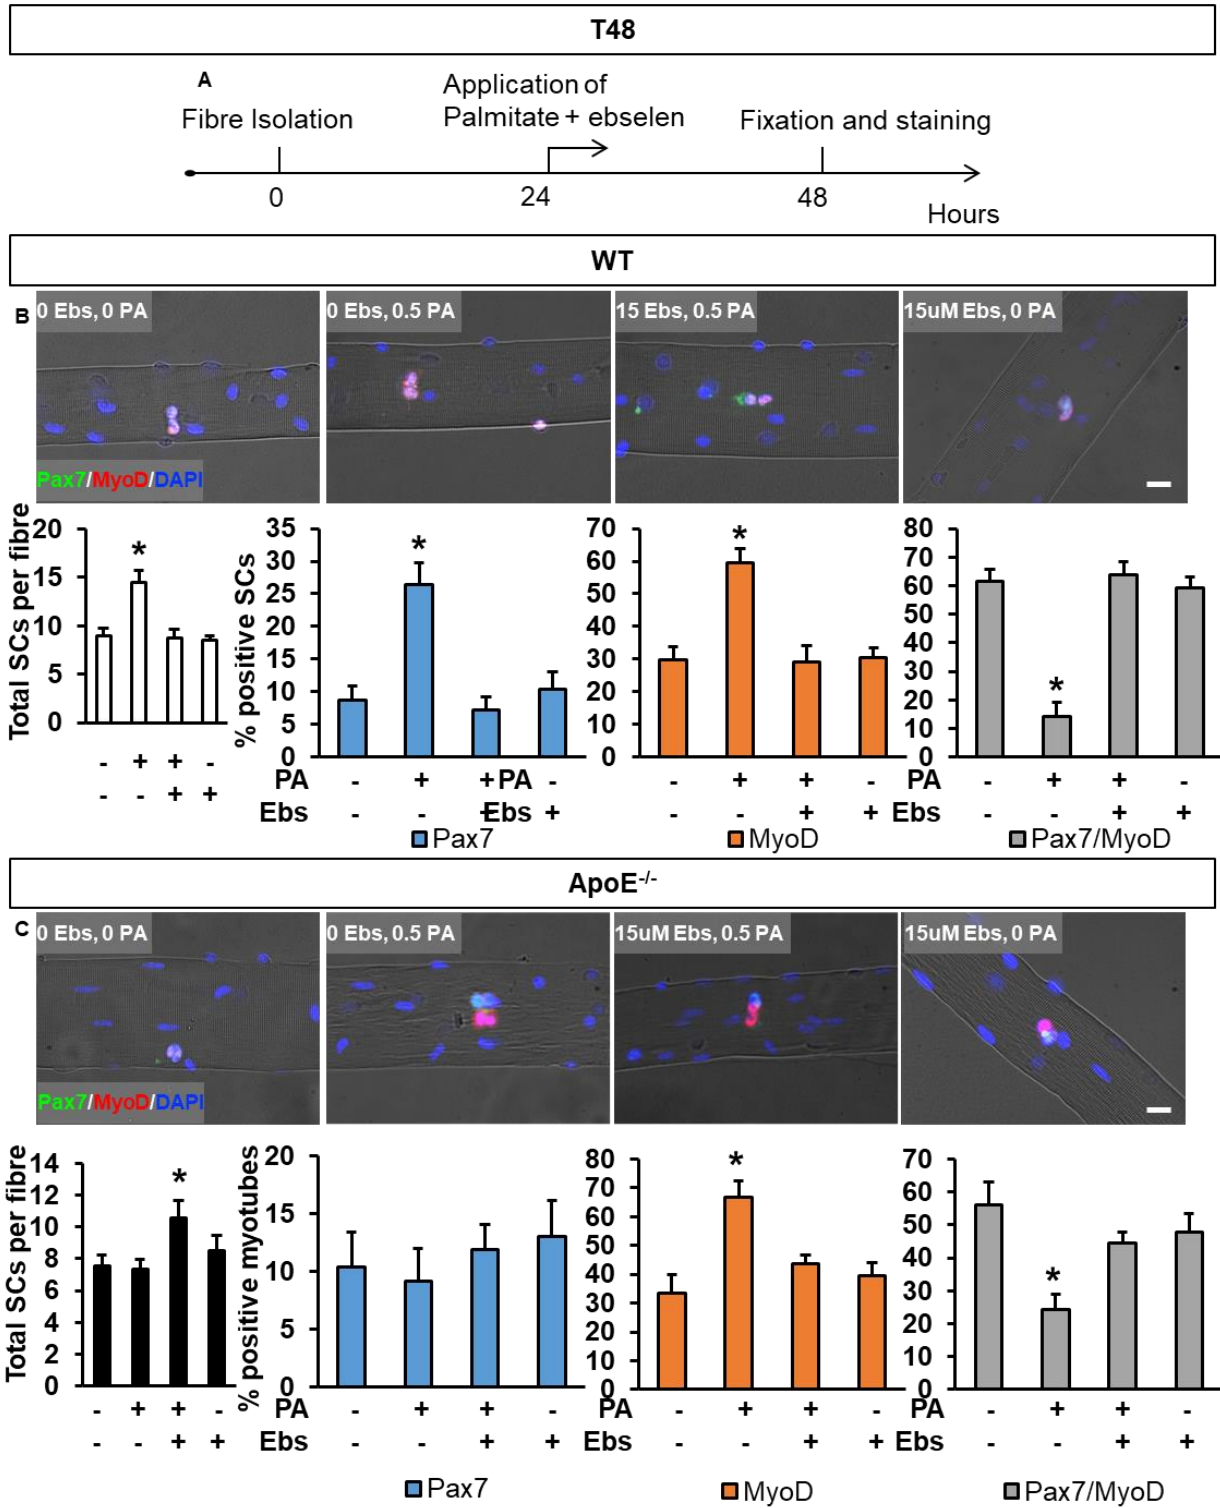 T48
A
Application of
Palmitate + ebselen
Fibre Isolation
Fixation and staining
0
24
48
Hours
WT
B
0 Ebs, 0 PA
0 Ebs, 0.5 PA
15 Ebs, 0.5 PA
15uM Ebs, 0 PA
Pax7/MyoD/DAPI
Total SCs per fibre
20
15
10
5
0
*
- + + -
- - + +
% positive SCs
35
30
25
20
15
10
5
0
*
PA - + + -
Ebs - - + +
Pax7
70
60
50
40
30
20
10
0
*
PA - + + -
Ebs - - + +
MyoD
80
70
60
50
40
30
20
10
0
*
PA - + + -
Ebs - - + +
Pax7/MyoD
ApoE-/-
C
0 Ebs, 0 PA
0 Ebs, 0.5 PA
15uM Ebs, 0.5 PA
15uM Ebs, 0 PA
Pax7/MyoD/DAPI
Total SCs per fibre
14
12
10
8
6
4
2
0
*
- + + -
- - + +
% positive myotubes
20
15
10
5
0
PA - + + -
Ebs - - + +
Pax7
80
70
60
50
40
30
20
10
0
*
PA - + + -
Ebs - - + +
MyoD
70
60
50
40
30
20
10
0
*
PA - + + -
Ebs - - + +
Pax7/MyoD